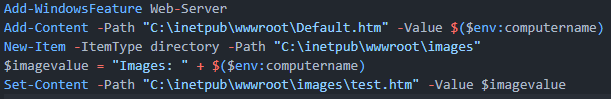 Add-WindowsFeature Web-Server
Add-Content -Path "C:\inetpub\wwwroot\Default.htm" -Value $($env:computername)
New-Item -ItemType directory -Path "C:\inetpub\wwwroot\images"
$imagevalue = "Images: " + $($env:computername)
Set-Content -Path "C:\inetpub\wwwroot\images\test.htm" -Value $imagevalue